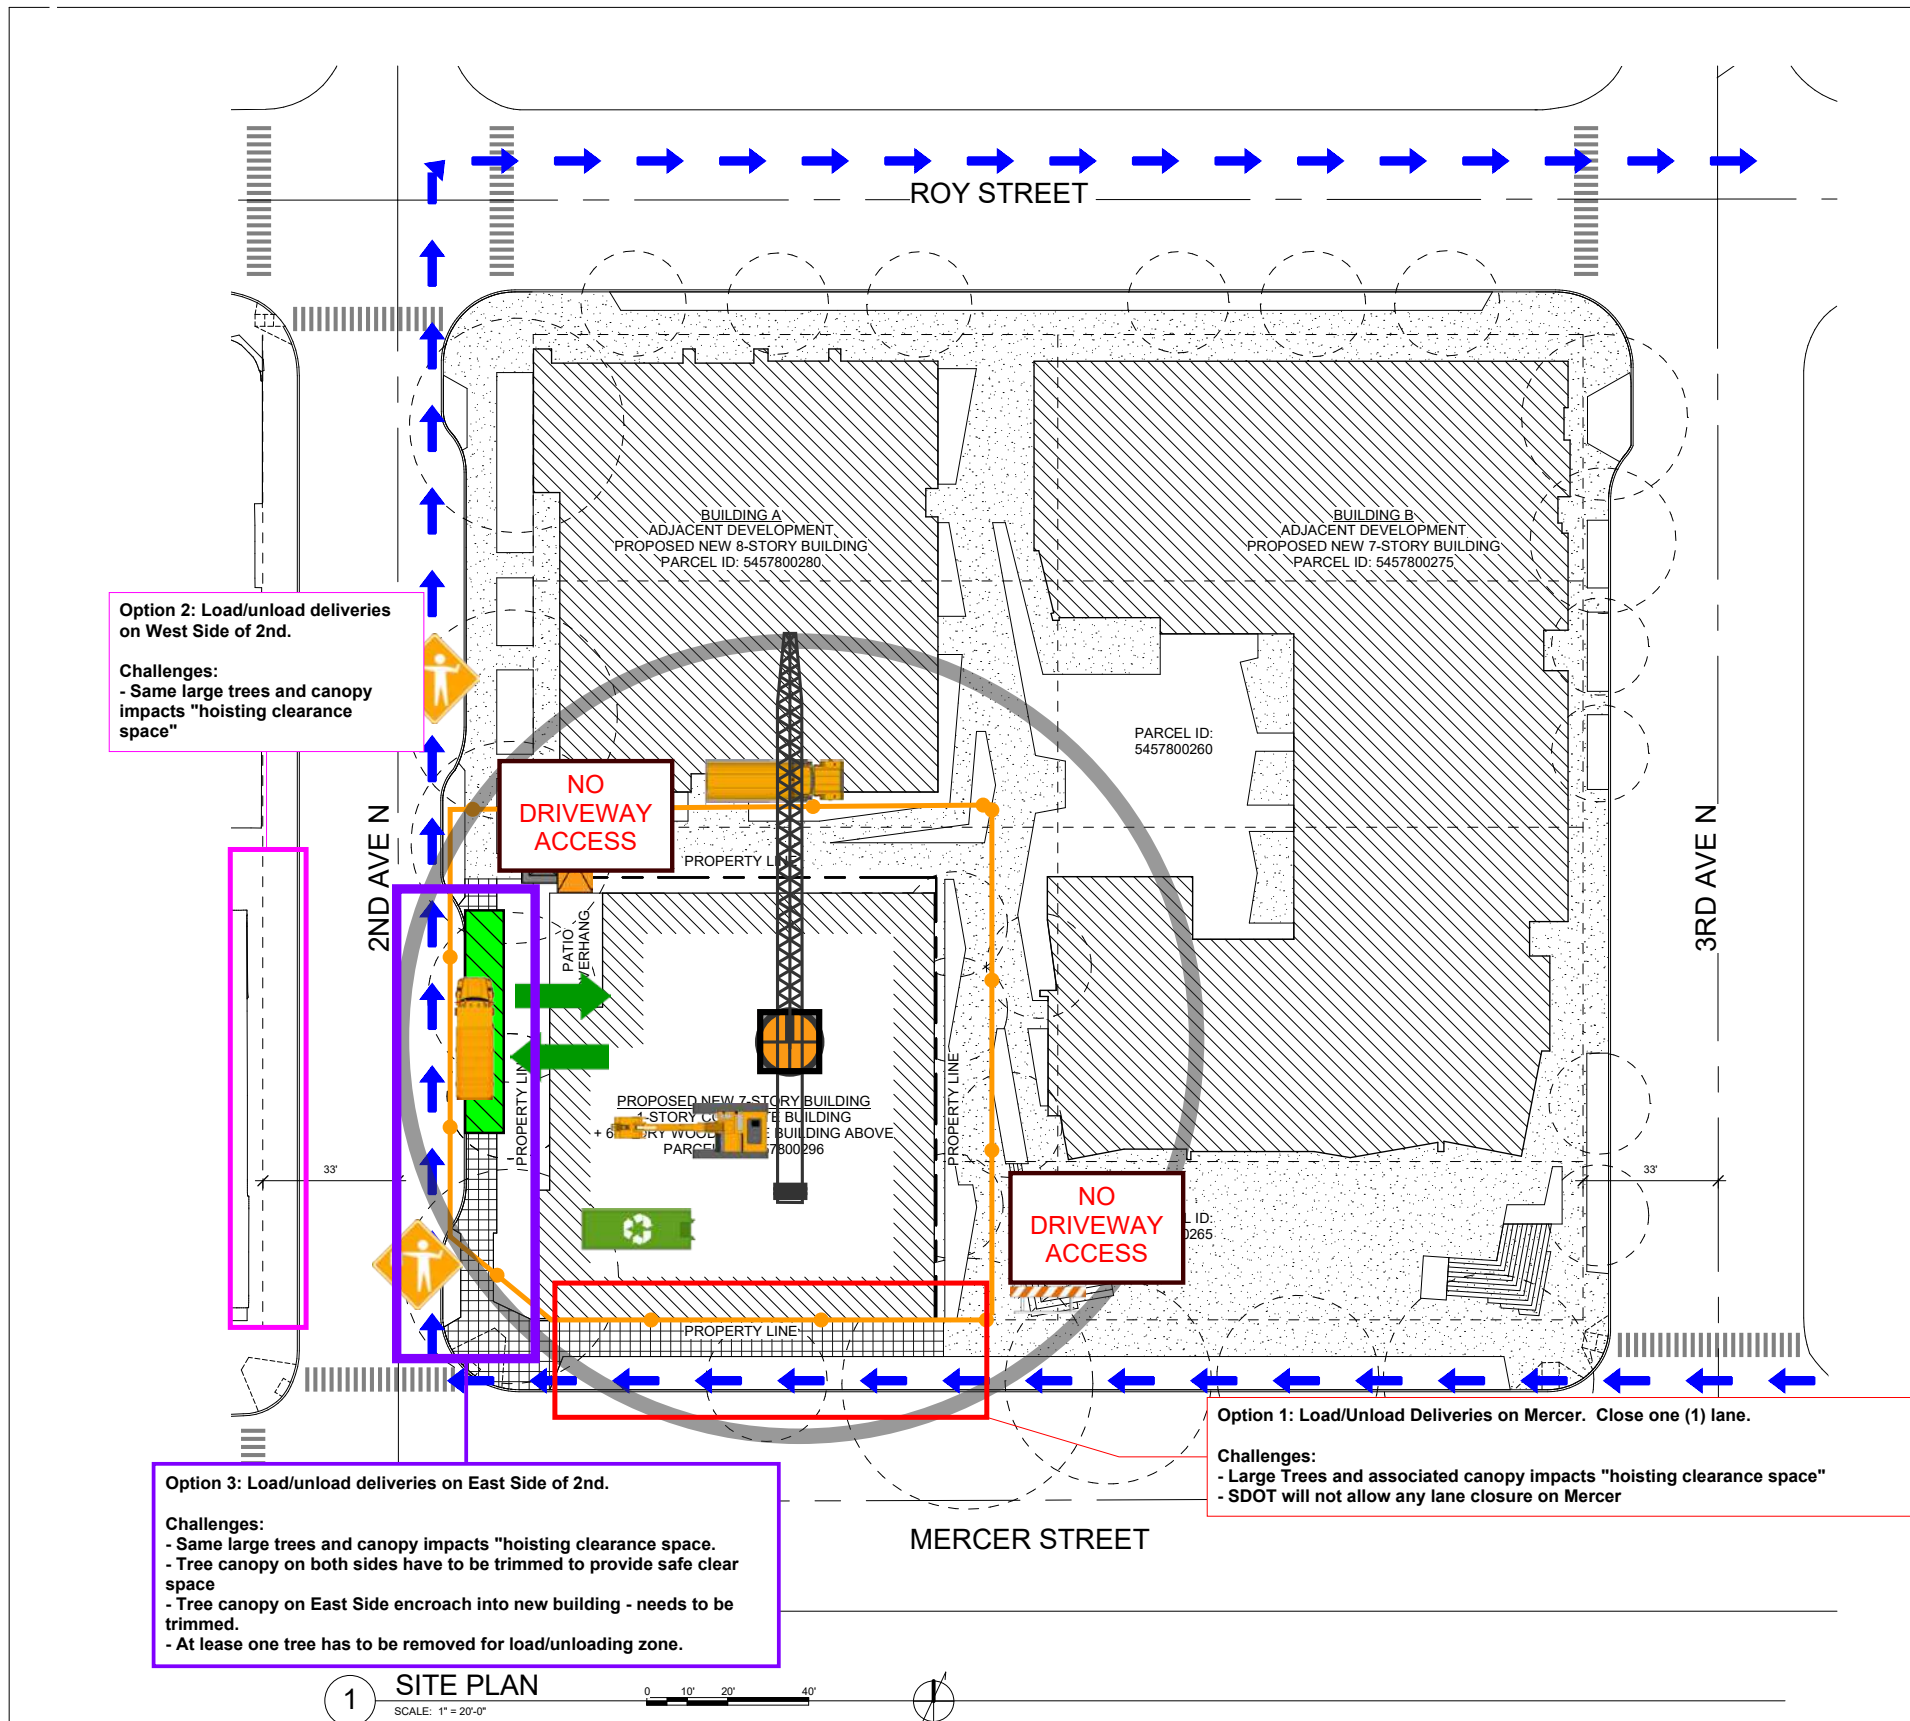 ROY STREET
BUILDING A
ADJACENT DEVELOPMENT
PROPOSED NEW 8-STORY BUILDING
PARCEL ID: 5457800280
BUILDING B
ADJACENT DEVELOPMENT
PROPOSED NEW 7-STORY BUILDING
PARCEL ID: 5457800275
Option 2: Load/unload deliveries
on West Side of 2nd.
Challenges:
- Same large trees and canopy
impacts "hoisting clearance
space"
PARCEL ID:
5457800260
NO
DRIVEWAY
ACCESS
2ND AVE N
3RD AVE N
PROPERTY LINE
PATIO
VERHANG
PROPERTY LINE
PROPERTY LINE
PROPOSED NEW 7-STORY BUILDING
1-STORY BUILDING
+ 6 BUILDING ABOVE
33'
33'
NO
DRIVEWAY
ACCESS
ID:
0265
PROPERTY LINE
Option 1: Load/Unload Deliveries on Mercer. Close one (1) lane.
Challenges:
- Large Trees and associated canopy impacts "hoisting clearance space"
- SDOT will not allow any lane closure on Mercer
Option 3: Load/unload deliveries on East Side of 2nd.
Challenges:
- Same large trees and canopy impacts "hoisting clearance space.
- Tree canopy on both sides have to be trimmed to provide safe clear
space
- Tree canopy on East Side encroach into new building - needs to be
trimmed.
- At lease one tree has to be removed for load/unloading zone.
MERCER STREET
1 SITE PLAN
SCALE: 1" = 20'-0"
0 10' 20' 40'